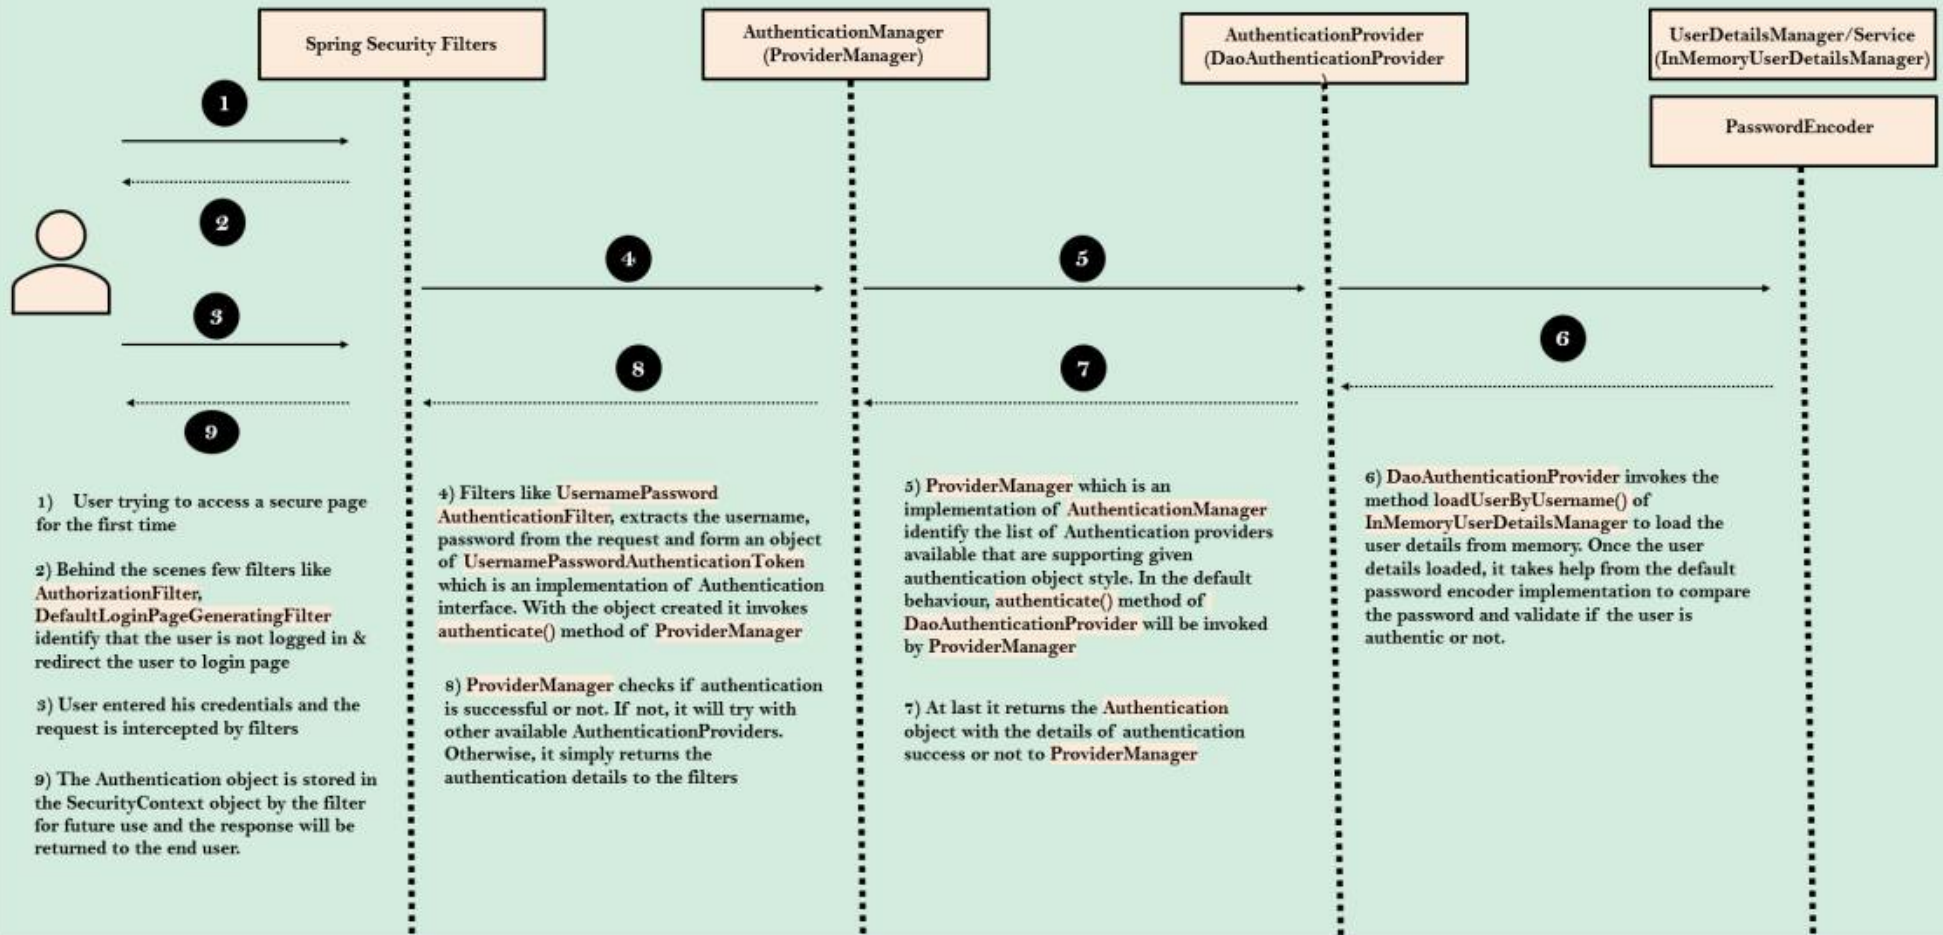 Spring Security Filters
AuthenticationManager
(ProviderManager)
AuthenticationProvider
(DaoAuthenticationProvider
)
UserDetailsManager/Service
(InMemoryUserDetailsManager)
PasswordEncoder
1
2
3
4
5
6
7
8
9
1) User trying to access a secure page
for the first time
2) Behind the scenes few filters like
AuthorizationFilter,
DefaultLoginPageGeneratingFilter
identify that the user is not logged in &
redirect the user to login page
3) User entered his credentials and the
request is intercepted by filters
9) The Authentication object is stored in
the SecurityContext object by the filter
for future use and the response will be
returned to the end user.
4) Filters like UsernamePassword
AuthenticationFilter, extracts the username,
password from the request and form an object
of UsernamePasswordAuthenticationToken
which is an implementation of Authentication
interface. With the object created it invokes
authenticate() method of ProviderManager
8) ProviderManager checks if authentication
is successful or not. If not, it will try with
other available AuthenticationProviders.
Otherwise, it simply returns the
authentication details to the filters
5) ProviderManager which is an
implementation of AuthenticationManager
identify the list of Authentication providers
available that are supporting given
authentication object style. In the default
behaviour, authenticate() method of
DaoAuthenticationProvider will be invoked
by ProviderManager
7) At last it returns the Authentication
object with the details of authentication
success or not to ProviderManager
6) DaoAuthenticationProvider invokes the
method loadUserByUsername() of
InMemoryUserDetailsManager to load the
user details from memory. Once the user
details loaded, it takes help from the default
password encoder implementation to compare
the password and validate if the user is
authentic or not.